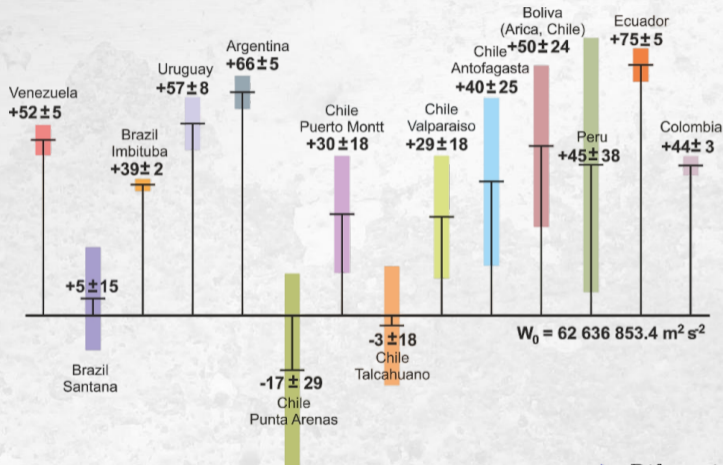 Venezuela
+52±5
Brazil
Santana
+5±15
Brazil
Imbituba
+39±2
Uruguay
+57±8
Argentina
+66±5
-17±29
Chile
Punta Arenas
Chile
Puerto Montt
+30±18
-3±18
Chile
Talcahuano
Chile
Valparaiso
+29±18
Chile
Antofagasta
+40±25
Boliva
(Arica, Chile)
+50±24
Peru
+45±38
Ecuador
+75±5
Colombia
+44±3
W₀ = 62 636 853.4 m² s⁻²